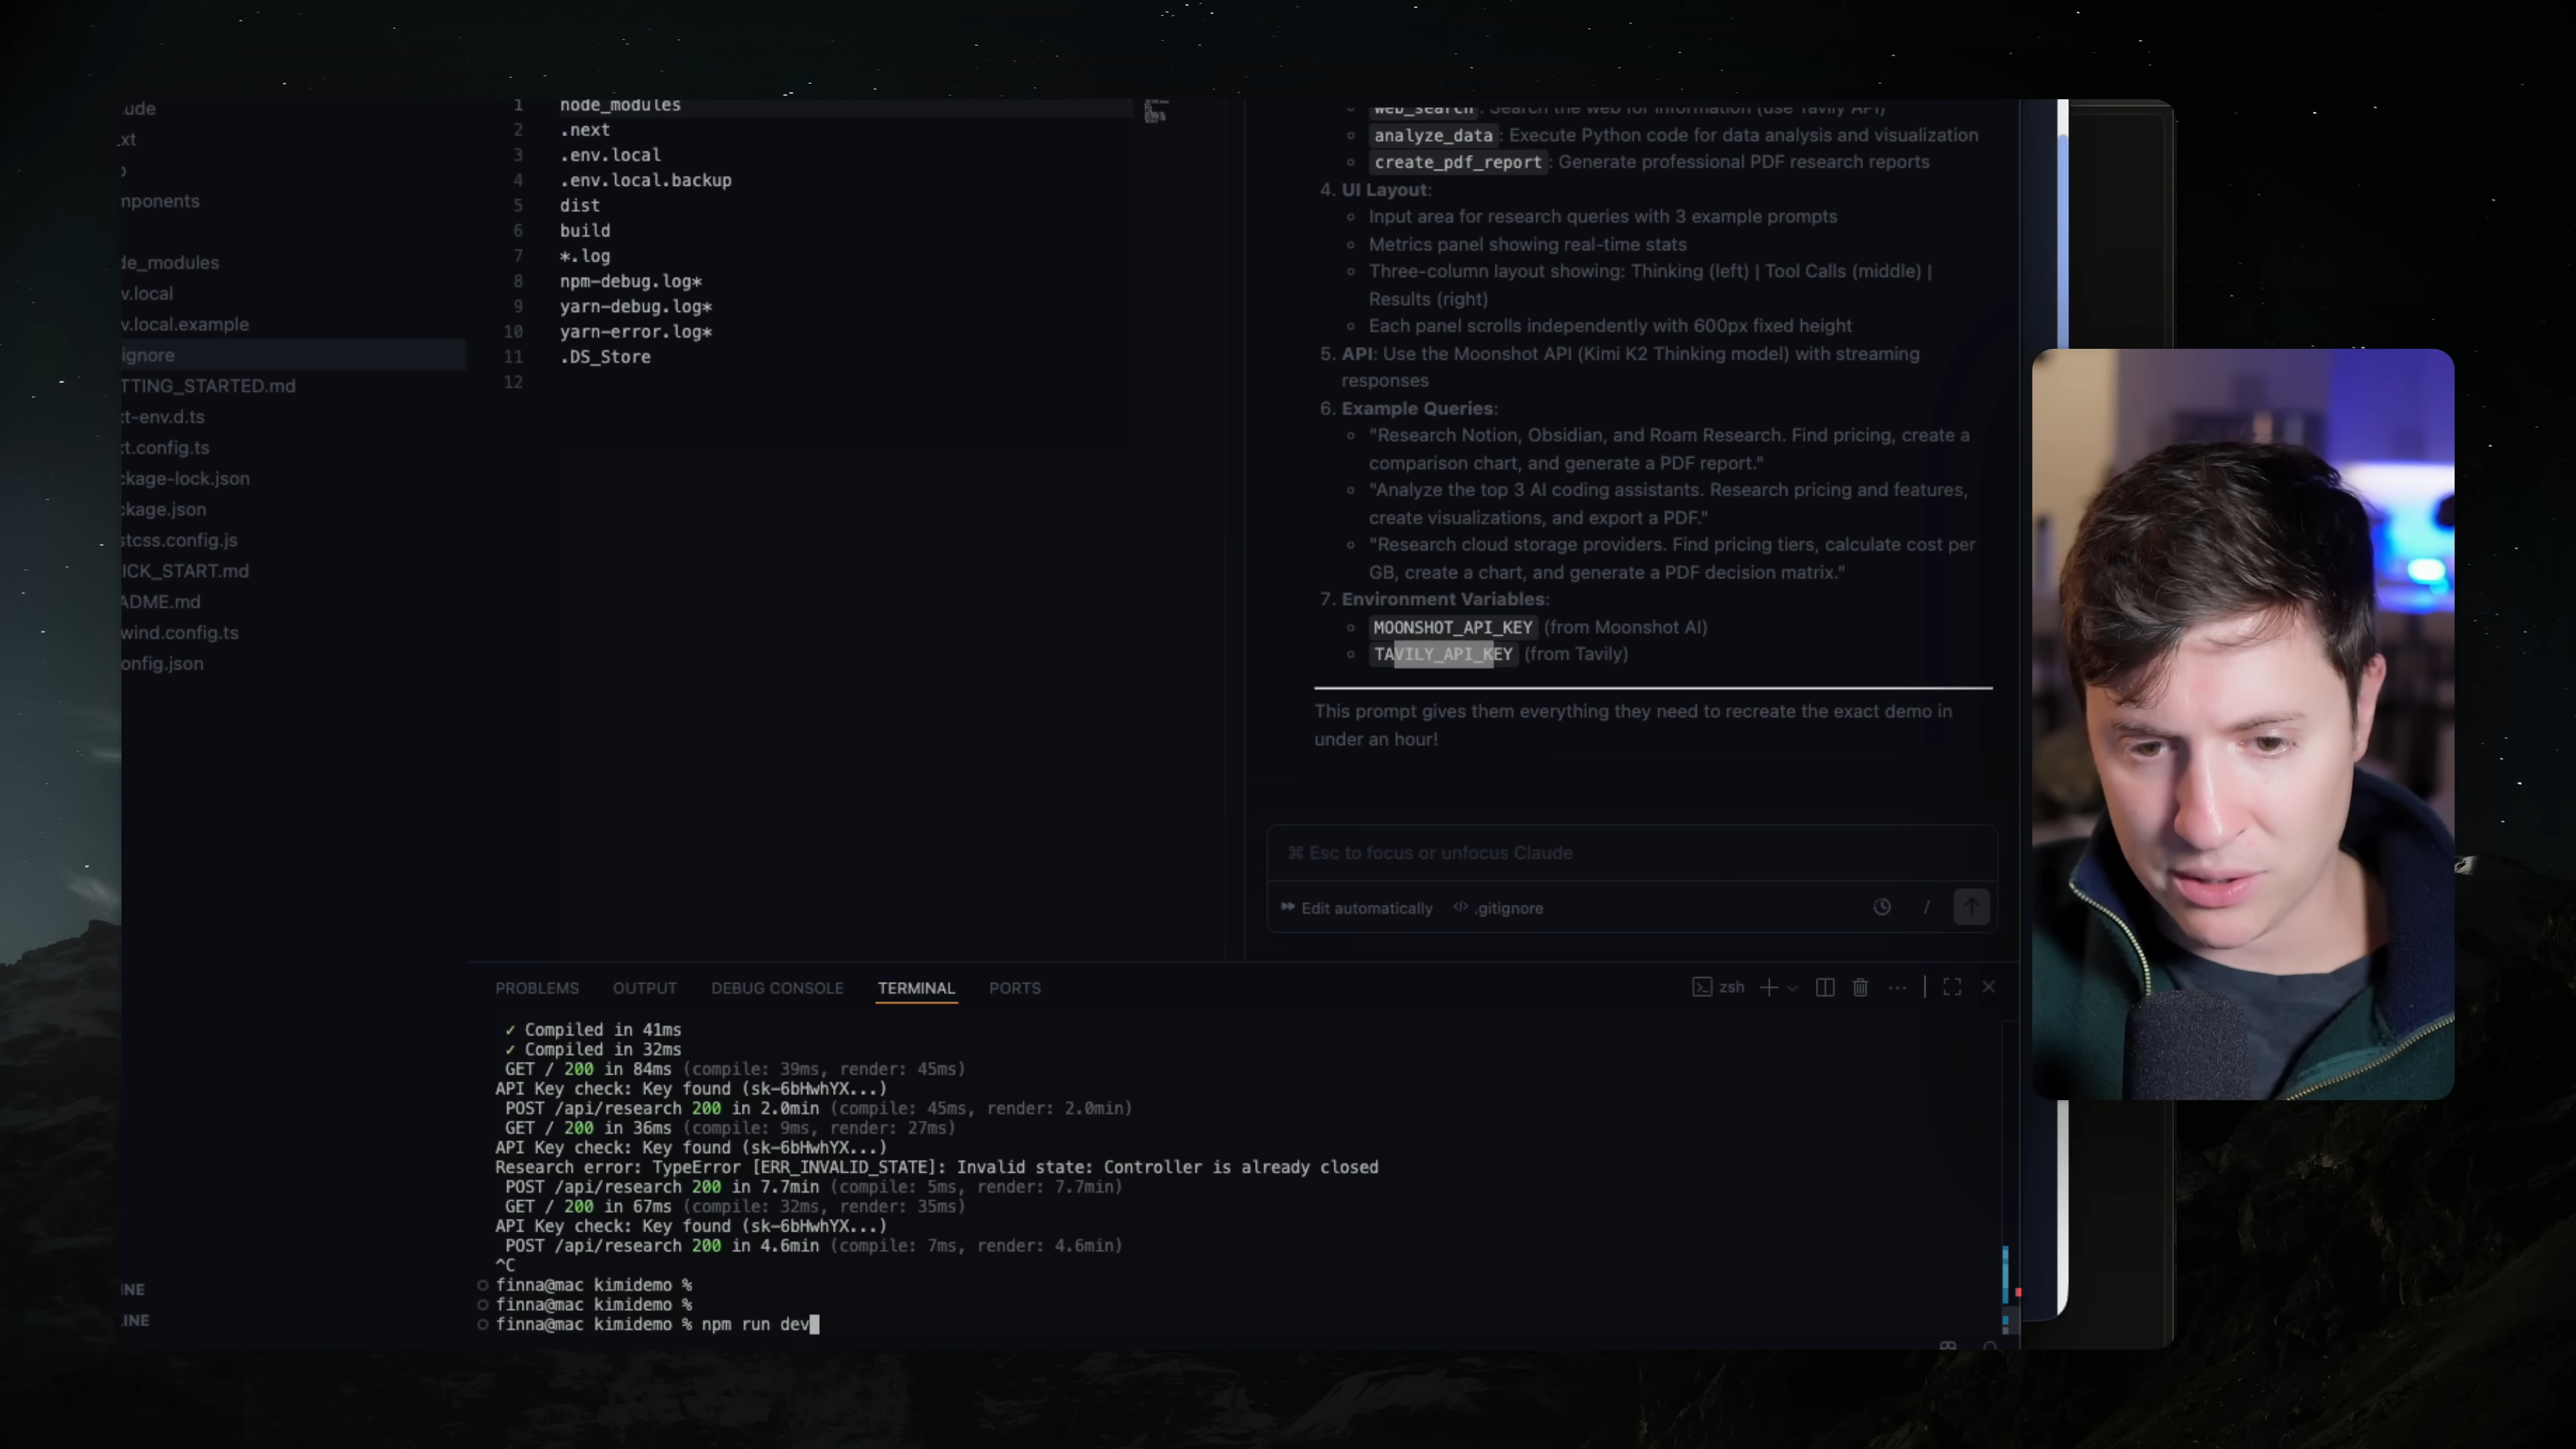 ude
xt
mponents
de_modules
v.local
v.local.example
ignore
TTING_STARTED.md
xt-env.d.ts
xt.config.ts
ckage-lock.json
ckage.json
stcss.config.js
ICK_START.md
ADME.md
wind.config.ts
onfig.json
INE
LINE
1 node_modules
2 .next
3 .env.local
4 .env.local.backup
5 dist
6 build
7 *.log
8 npm-debug.log*
9 yarn-debug.log*
10 yarn-error.log*
11 .DS_Store
12
web_search: Search the web for information (use Tavily API)
analyze_data: Execute Python code for data analysis and visualization
create_pdf_report: Generate professional PDF research reports
4. UI Layout:
Input area for research queries with 3 example prompts
Metrics panel showing real-time stats
Three-column layout showing: Thinking (left) | Tool Calls (middle) |
Results (right)
Each panel scrolls independently with 600px fixed height
5. API: Use the Moonshot API (Kimi K2 Thinking model) with streaming
responses
6. Example Queries:
"Research Notion, Obsidian, and Roam Research. Find pricing, create a
comparison chart, and generate a PDF report."
"Analyze the top 3 AI coding assistants. Research pricing and features,
create visualizations, and export a PDF."
"Research cloud storage providers. Find pricing tiers, calculate cost per
GB, create a chart, and generate a PDF decision matrix."
7. Environment Variables:
MOONSHOT_API_KEY (from Moonshot AI)
TAVILY_API_KEY (from Tavily)
This prompt gives them everything they need to recreate the exact demo in
under an hour!
⌘ Esc to focus or unfocus Claude
Edit automatically </> .gitignore /
PROBLEMS OUTPUT DEBUG CONSOLE TERMINAL PORTS zsh
✓ Compiled in 41ms
✓ Compiled in 32ms
GET / 200 in 84ms (compile: 39ms, render: 45ms)
API Key check: Key found (sk-6bHwhYX...)
POST /api/research 200 in 2.0min (compile: 45ms, render: 2.0min)
GET / 200 in 36ms (compile: 9ms, render: 27ms)
API Key check: Key found (sk-6bHwhYX...)
Research error: TypeError [ERR_INVALID_STATE]: Invalid state: Controller is already closed
POST /api/research 200 in 7.7min (compile: 5ms, render: 7.7min)
GET / 200 in 67ms (compile: 32ms, render: 35ms)
API Key check: Key found (sk-6bHwhYX...)
POST /api/research 200 in 4.6min (compile: 7ms, render: 4.6min)
^C
finna@mac kimidemo %
finna@mac kimidemo %
finna@mac kimidemo % npm run dev